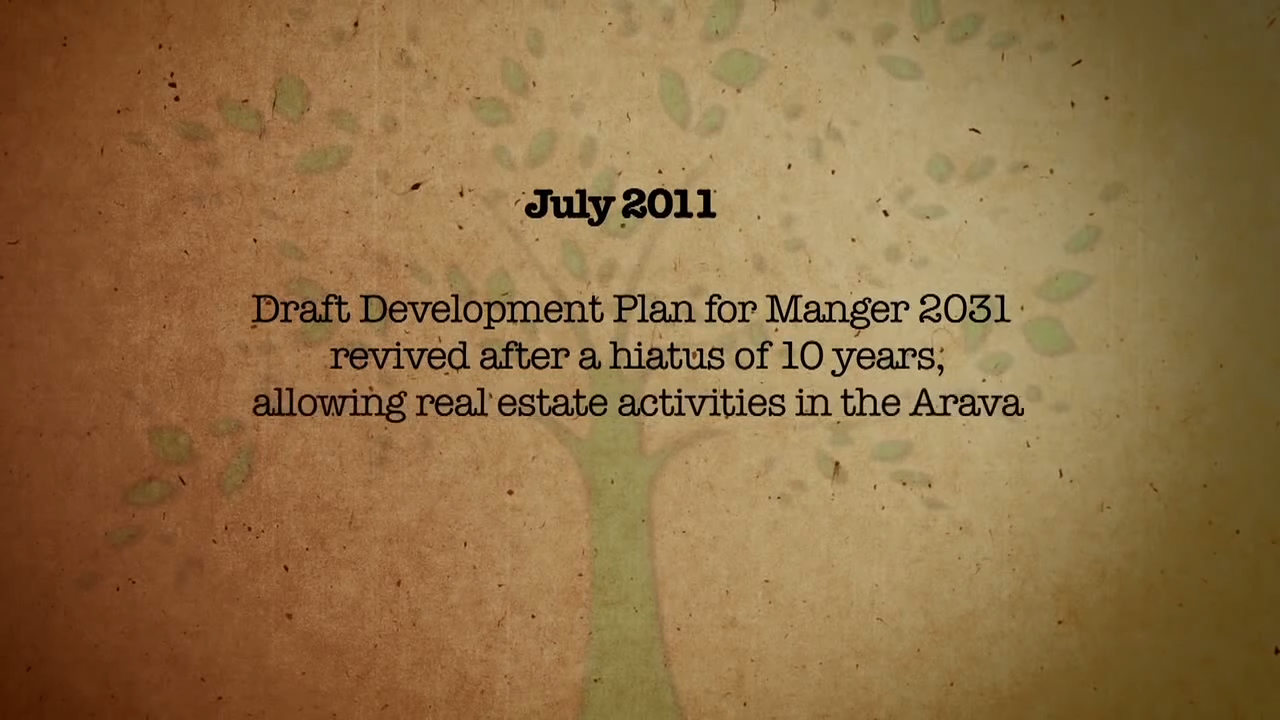 July 2011
Draft Development Plan for Manger 2031
revived after a hiatus of 10 years,
allowing real estate activities in the Arava